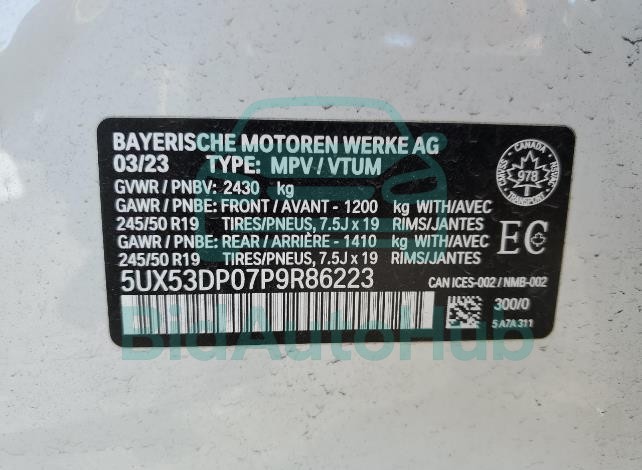 BAYERISCHE MOTOREN WERKE AG
03/23 TYPE: MPV / VTUM
GVWR / PNBV: 2430 kg
GAWR / PNBE: FRONT / AVANT - 1200 kg WITH/AVEC
245/50 R19 TIRES/PNEUS, 7.5J x 19 RIMS/JANTES
GAWR / PNBE: REAR / ARRIÈRE - 1410 kg WITH/AVEC
245/50 R19 TIRES/PNEUS, 7.5J x 19 RIMS/JANTES
5UX53DP07P9R86223
CANADA
978
TRANSPORT
EC
CAN ICES-002 / NMB-002
300/0
5 A7A 311
BidAutoHub